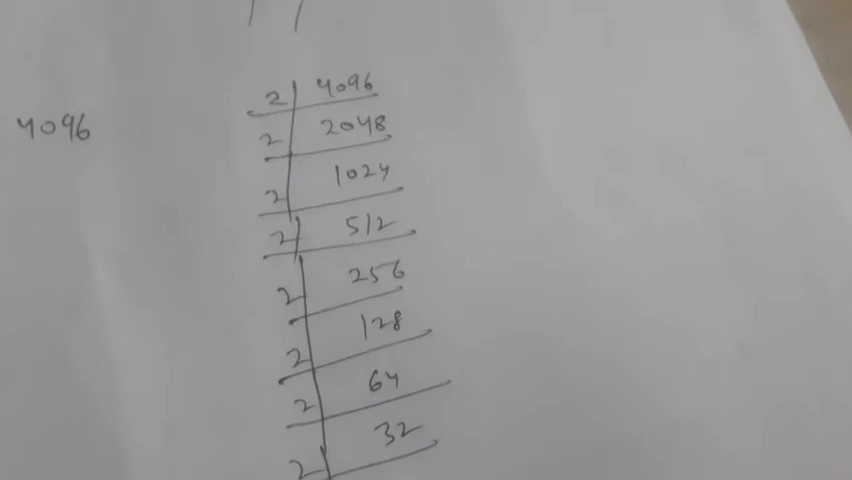 4096
2 | 4096
2 | 2048
2 | 1024
2 | 512
2 | 256
2 | 128
2 | 64
2 | 32